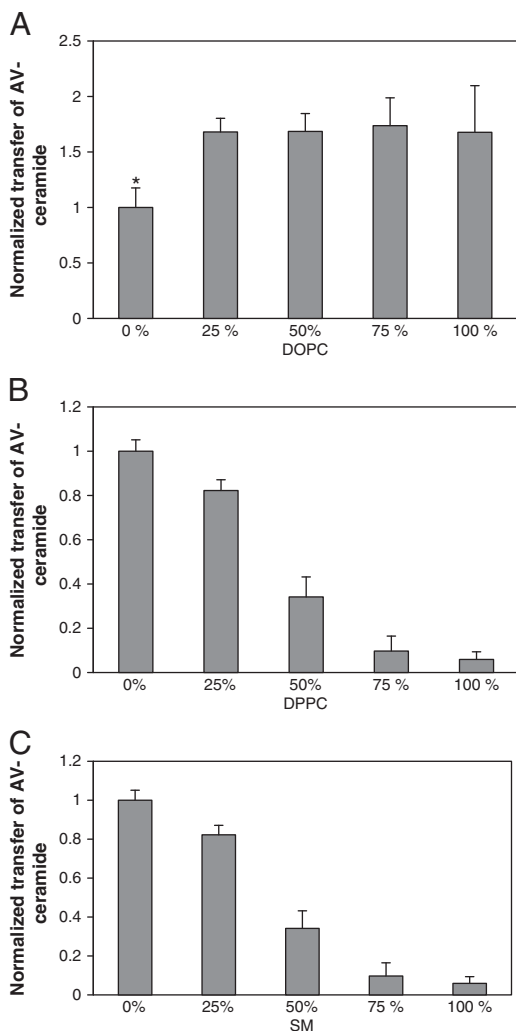 A
Normalized transfer of AV-
ceramide
2.5
2
1.5
1
0.5
0
*
0 % 25 % 50% 75 % 100 %
DOPC
B
Normalized transfer of AV-
ceramide
1.2
1
0.8
0.6
0.4
0.2
0
0% 25% 50% 75 % 100 %
DPPC
C
Normalized transfer of AV-
ceramide
1.2
1
0.8
0.6
0.4
0.2
0
0% 25% 50% 75 % 100 %
SM